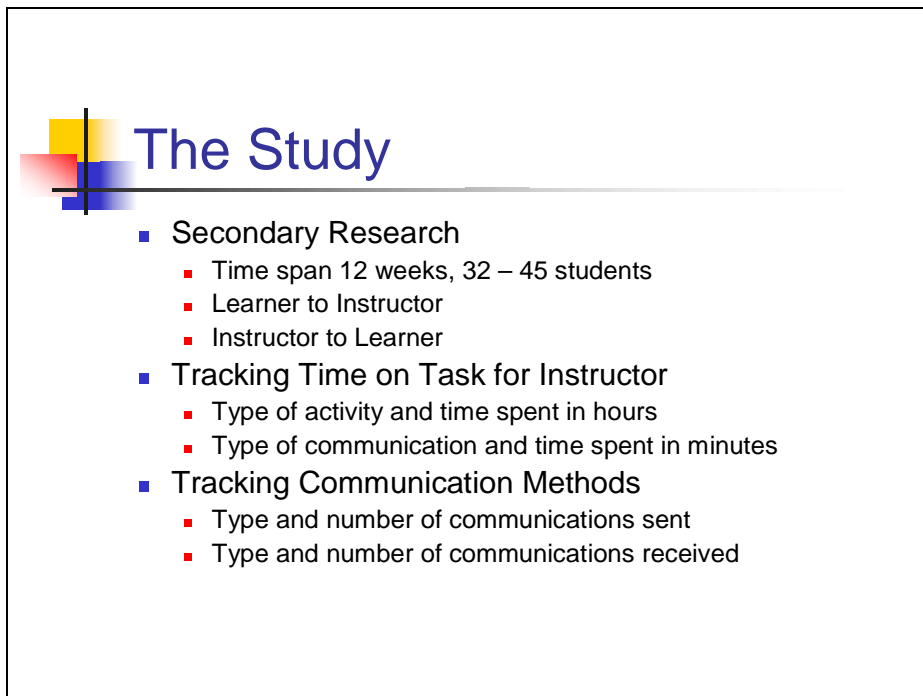 The Study
Secondary Research
Time span 12 weeks, 32 – 45 students
Learner to Instructor
Instructor to Learner
Tracking Time on Task for Instructor
Type of activity and time spent in hours
Type of communication and time spent in minutes
Tracking Communication Methods
Type and number of communications sent
Type and number of communications received